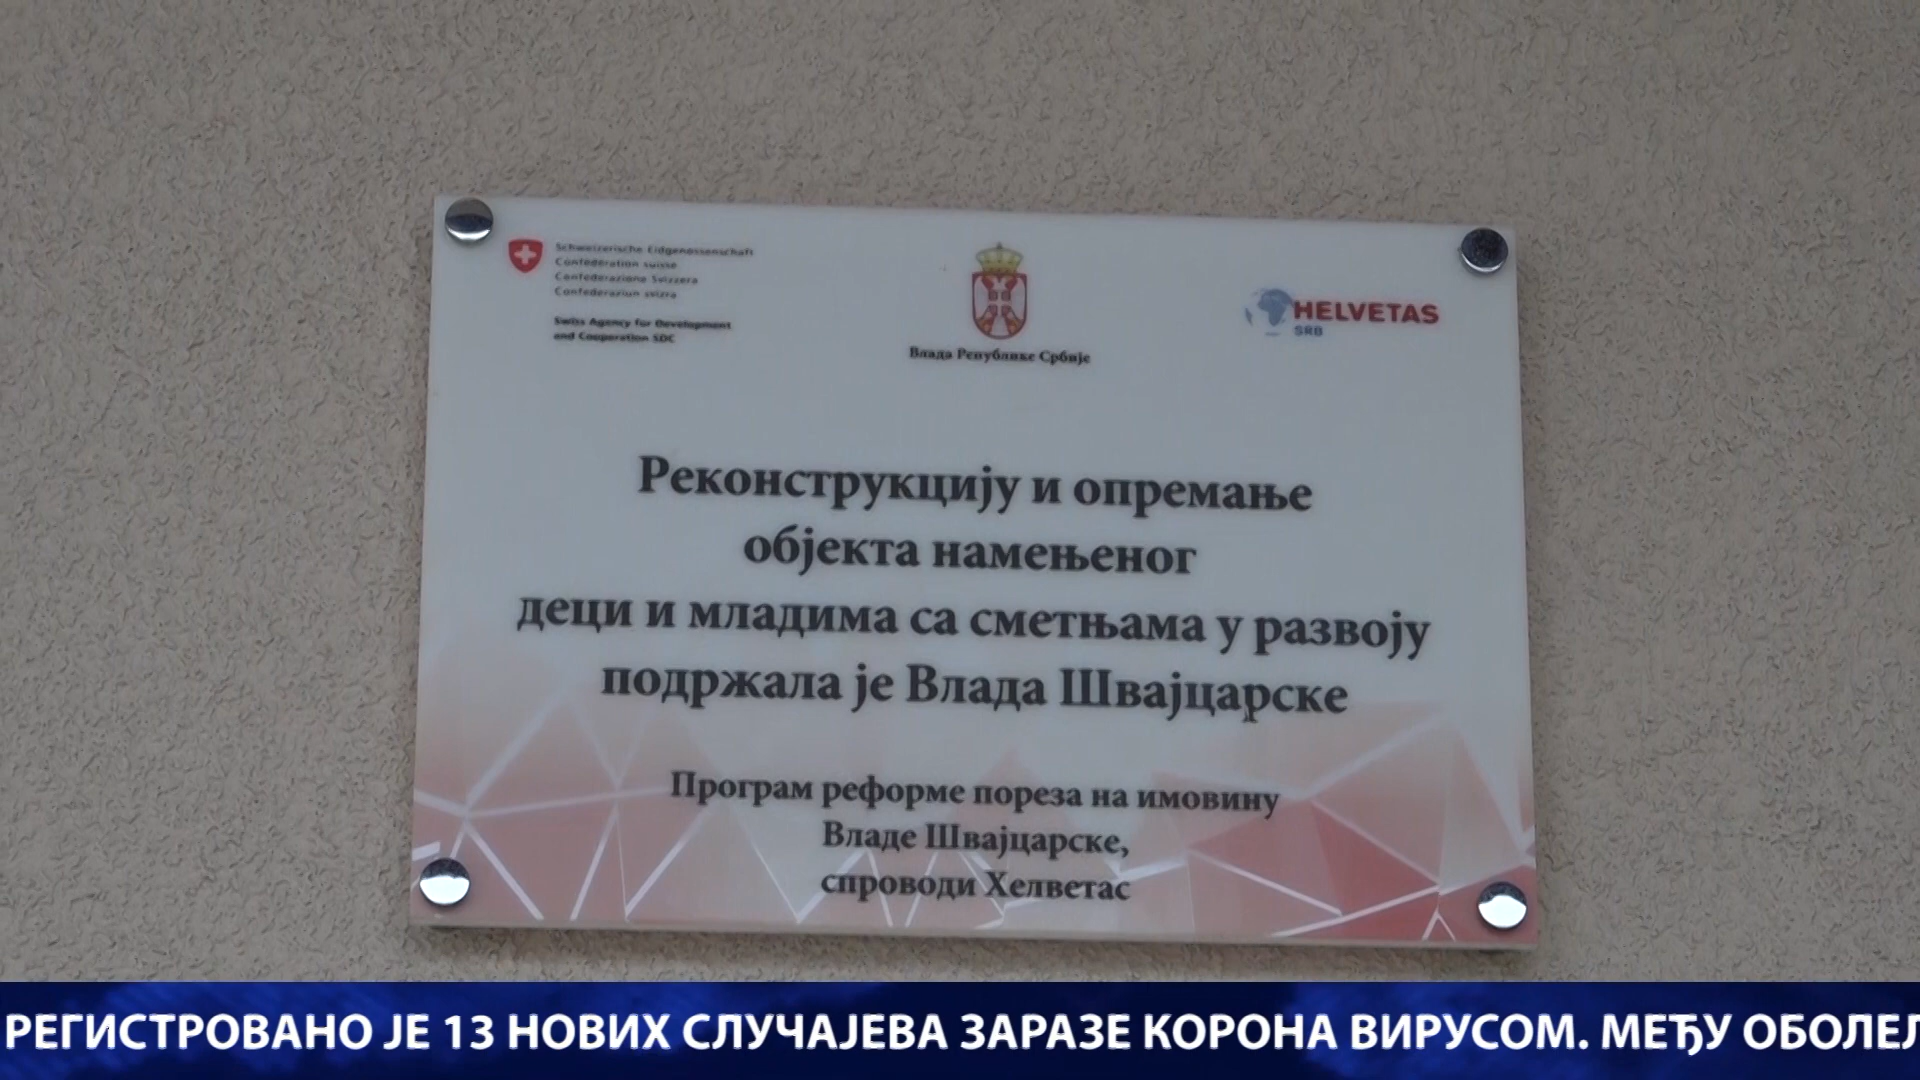 Schweizerische Eidgenossenschaft
Confédération suisse
Confederazione Svizzera
Confederaziun svizra
Swiss Agency for Development
and Cooperation SDC
Влада Републике Србије
HELVETAS
SRB
Реконструкцију и опремање
објекта намењеног
деци и младима са сметњама у развоју
подржала је Влада Швајцарске
Програм реформе пореза на имовину
Владе Швајцарске,
спроводи Хелветас
РЕГИСТРОВАНО ЈЕ 13 НОВИХ СЛУЧАЈЕВА ЗАРАЗЕ КОРОНА ВИРУСОМ. МЕЂУ ОБОЛЕЛ